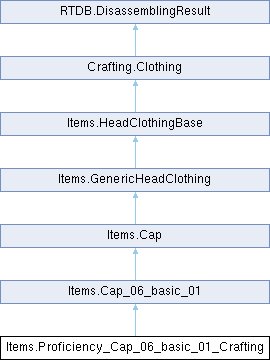 RTDB.DisassemblingResult
Crafting.Clothing
Items.HeadClothingBase
Items.GenericHeadClothing
Items.Cap
Items.Cap_06_basic_01
Items.Proficiency_Cap_06_basic_01_Crafting